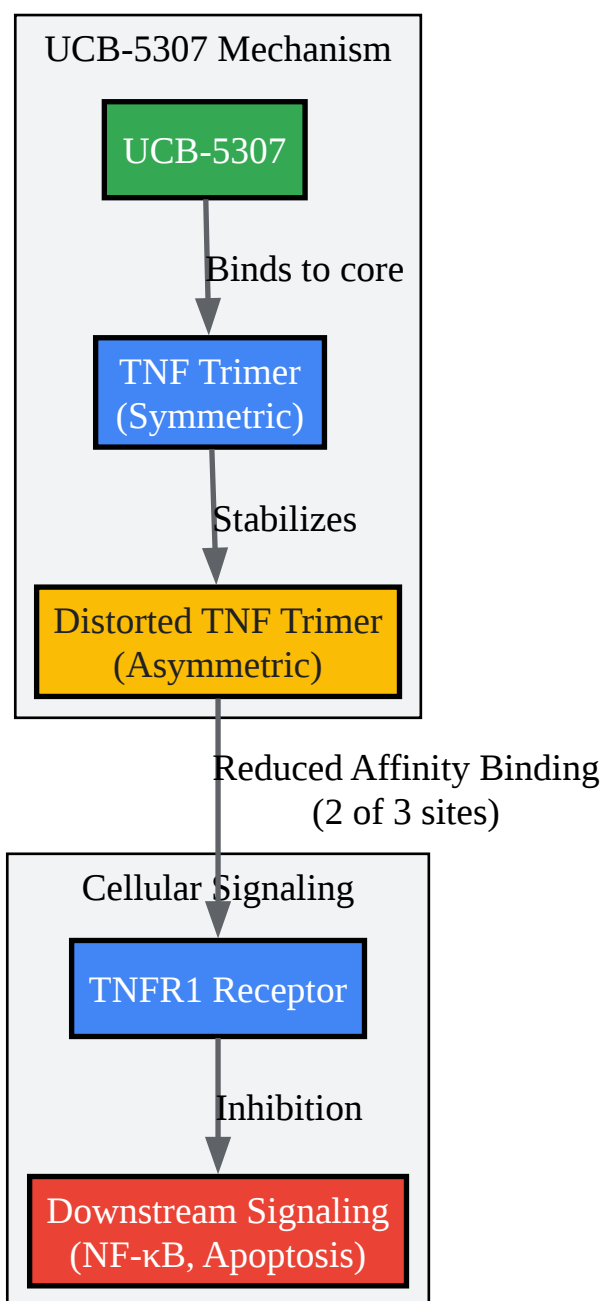 UCB-5307 Mechanism
UCB-5307
Binds to core
TNF Trimer
(Symmetric)
Stabilizes
Distorted TNF Trimer
(Asymmetric)
Reduced Affinity Binding
(2 of 3 sites)
Cellular Signaling
TNFR1 Receptor
Inhibition
Downstream Signaling
(NF-κB, Apoptosis)